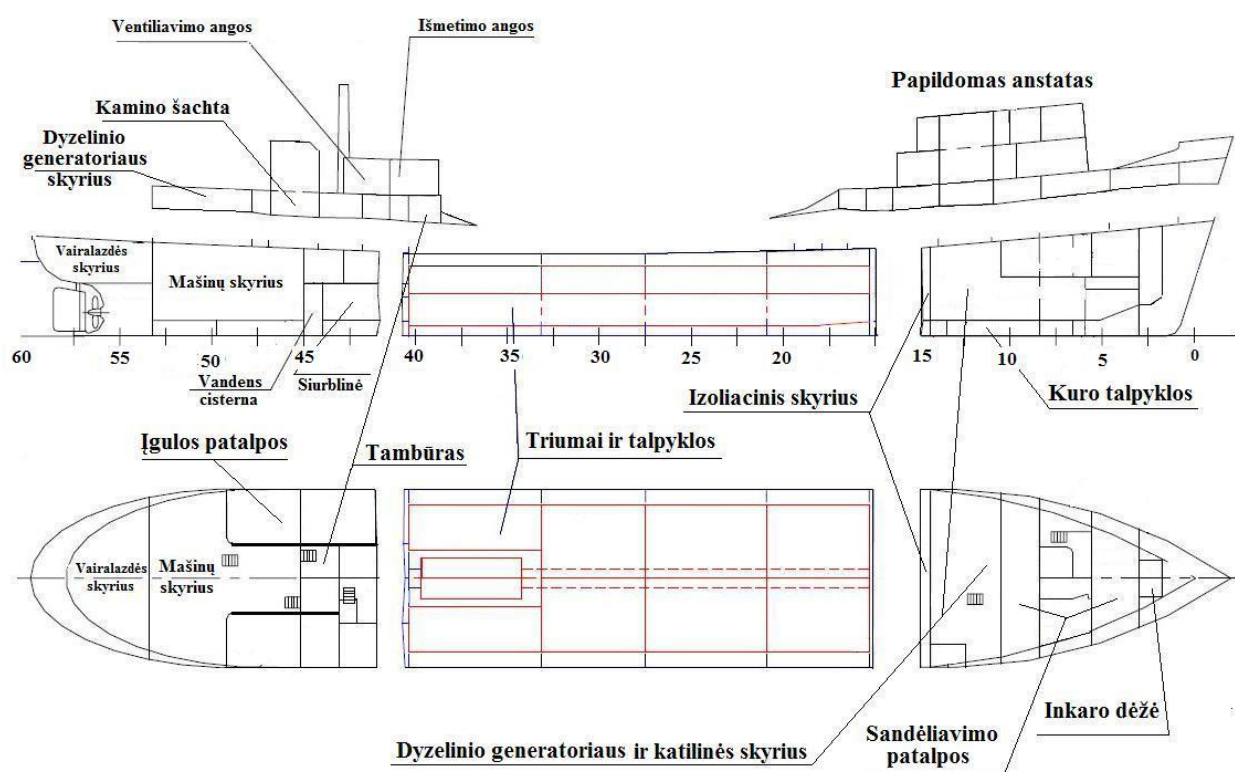 Ventiliavimo angos
Išmetimo angos
Papildomas anstatas
Kamino šachta
Dyzelinio
generatoriaus
skyrius
Vairalazdės
skyrius
Mašinų skyrius
60 55 50 45 40 35 30 25 20 15 10 5 0
Vandens
cisterna
Siurblinė
Izoliacinis skyrius
Kuro talpyklos
Įgulos patalpos
Tambūras
Triumai ir talpyklos
Vairalazdės
skyrius
Mašinų
skyrius
Dyzelinio generatoriaus ir katilinės skyrius
Sandėliavimo
patalpos
Inkaro dėžė